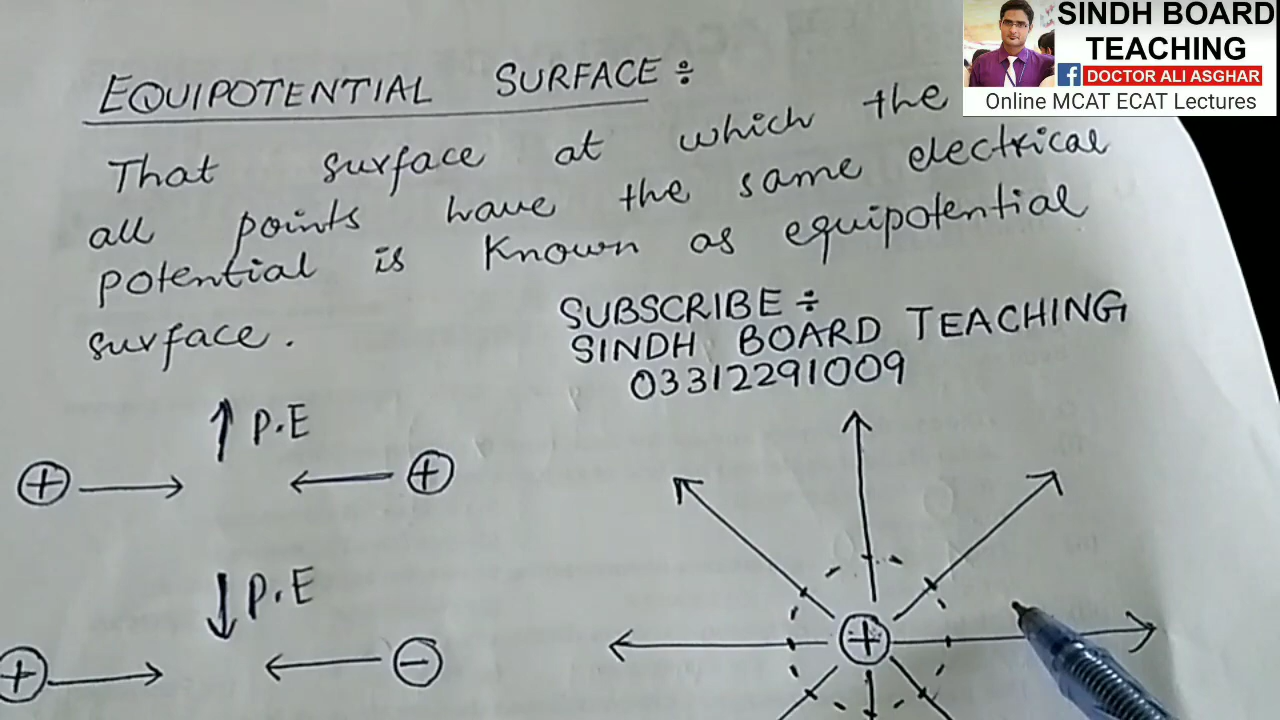 SINDH BOARD
TEACHING
DOCTOR ALI ASGHAR
Online MCAT ECAT Lectures
EQUIPOTENTIAL SURFACE ÷
That surface at which the
all points have the same electrical
potential is known as equipotential
surface.
SUBSCRIBE ÷
SINDH BOARD TEACHING
03312291009
↑ P.E
+ → ← +
↓ P.E
+ → ← −
+